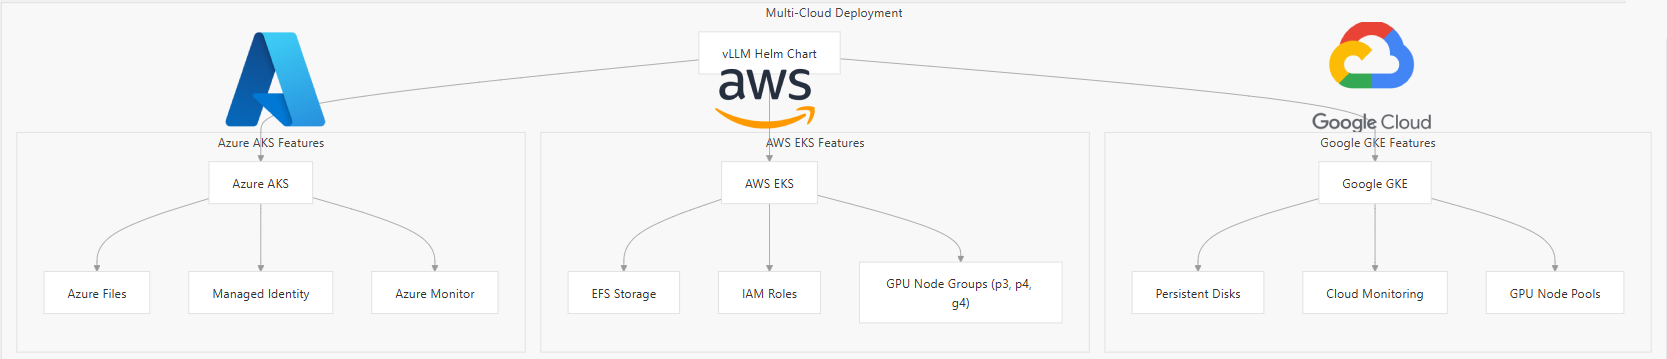 Multi-Cloud Deployment
vLLM Helm Chart
aws
Google Cloud
Azure AKS Features
AWS EKS Features
Google GKE Features
Azure AKS
AWS EKS
Google GKE
Azure Files
Managed Identity
Azure Monitor
EFS Storage
IAM Roles
GPU Node Groups (p3, p4,
g4)
Persistent Disks
Cloud Monitoring
GPU Node Pools